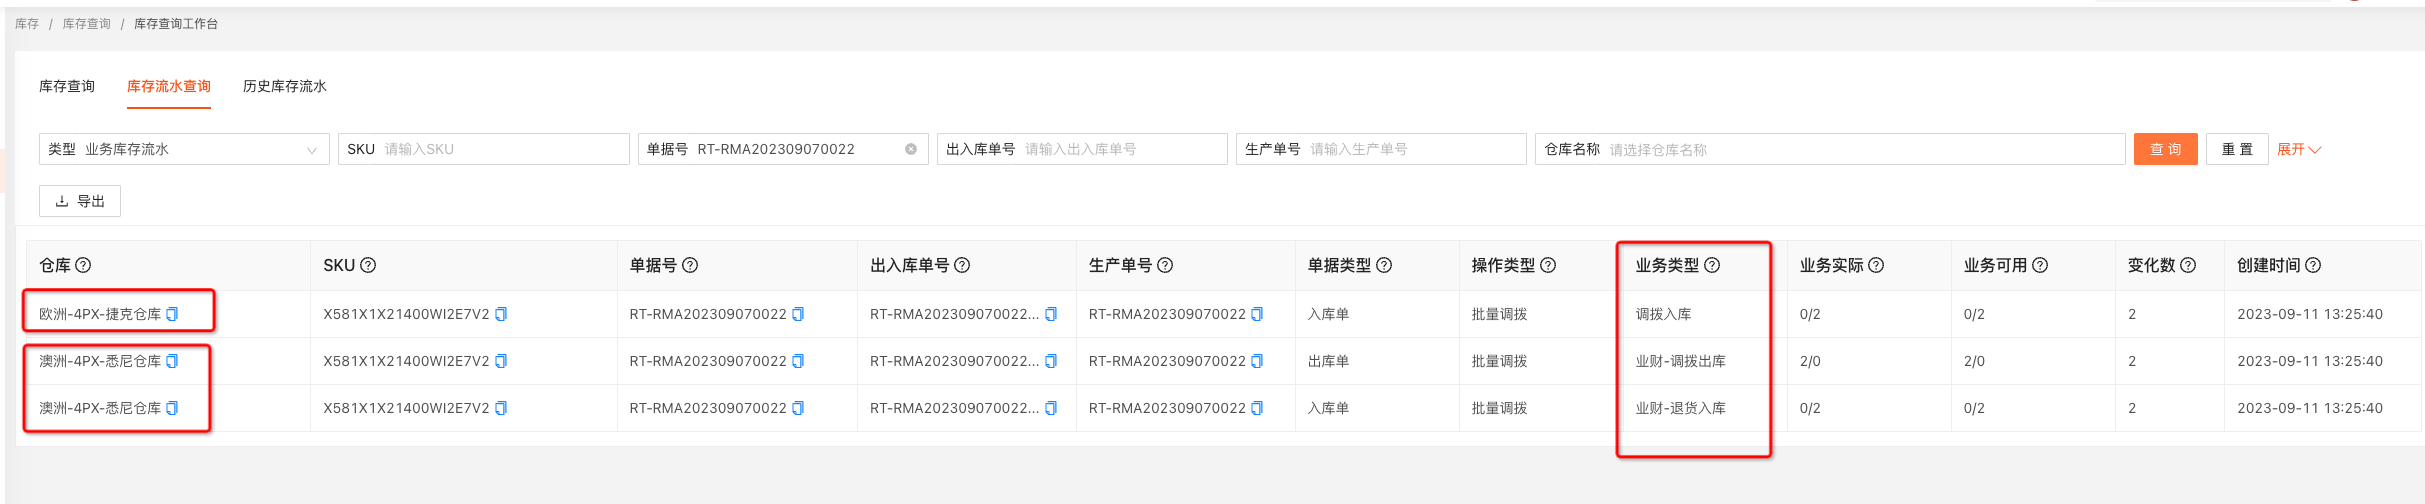 库存 / 库存查询 / 库存查询工作台
库存查询 库存流水查询 历史库存流水
类型 业务库存流水 SKU 请输入SKU 单据号 RT-RMA202309070022 出入库单号 请输入出入库单号 生产单号 请输入生产单号 仓库名称 请选择仓库名称 查 询 重 置 展开
导出
仓库 SKU 单据号 出入库单号 生产单号 单据类型 操作类型 业务类型 业务实际 业务可用 变化数 创建时间
欧洲-4PX-捷克仓库 X581X1X21400WI2E7V2 RT-RMA202309070022 RT-RMA202309070022... RT-RMA202309070022 入库单 批量调拨 调拨入库 0/2 0/2 2 2023-09-11 13:25:40
澳洲-4PX-悉尼仓库 X581X1X21400WI2E7V2 RT-RMA202309070022 RT-RMA202309070022... RT-RMA202309070022 出库单 批量调拨 业财-调拨出库 2/0 2/0 2 2023-09-11 13:25:40
澳洲-4PX-悉尼仓库 X581X1X21400WI2E7V2 RT-RMA202309070022 RT-RMA202309070022... RT-RMA202309070022 入库单 批量调拨 业财-退货入库 0/2 0/2 2 2023-09-11 13:25:40